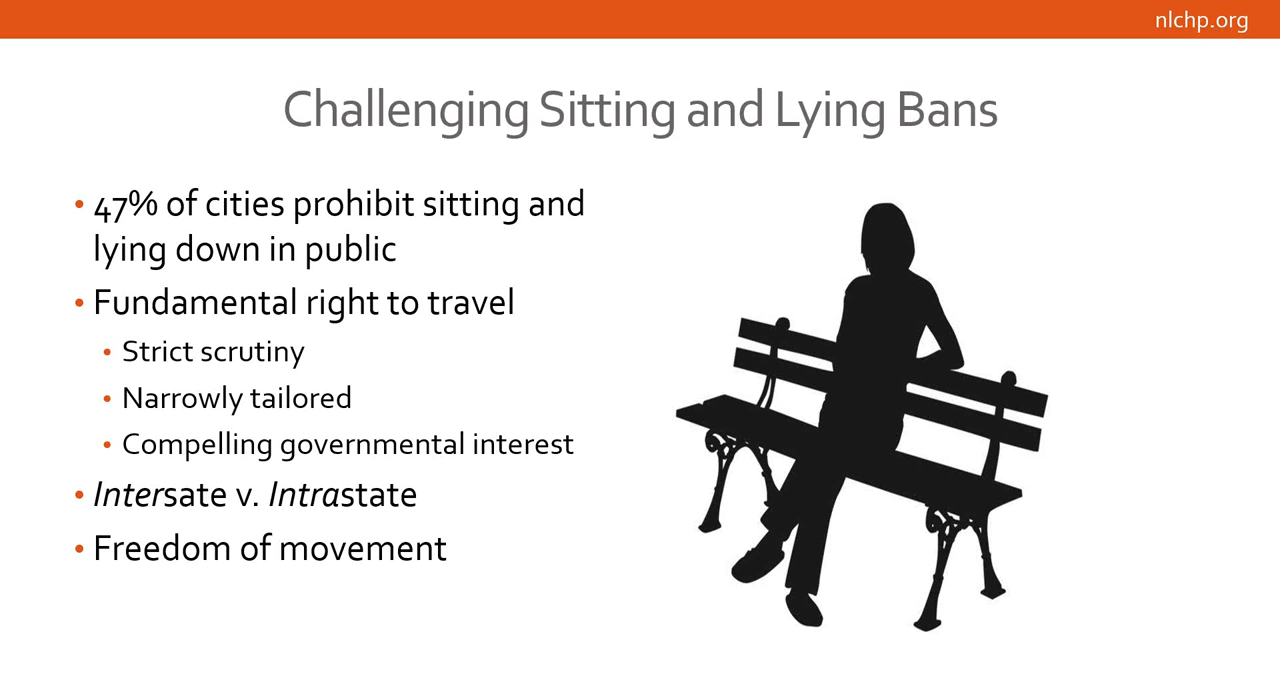 nlchp.org
Challenging Sitting and Lying Bans
• 47% of cities prohibit sitting and
lying down in public
• Fundamental right to travel
• Strict scrutiny
• Narrowly tailored
• Compelling governmental interest
• Intersate v. Intrastate
• Freedom of movement